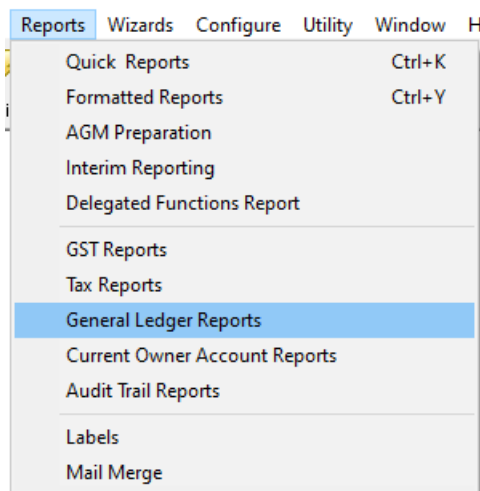 Reports Wizards Configure Utility Window H
Quick Reports Ctrl+K
Formatted Reports Ctrl+Y
AGM Preparation
Interim Reporting
Delegated Functions Report
GST Reports
Tax Reports
General Ledger Reports
Current Owner Account Reports
Audit Trail Reports
Labels
Mail Merge